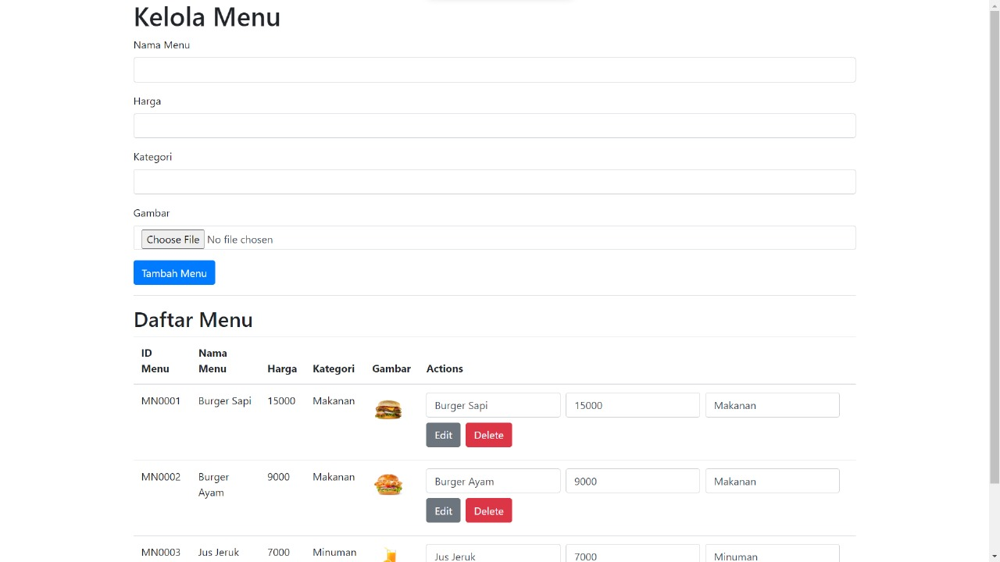 Kelola Menu
Nama Menu
Harga
Kategori
Gambar
Choose File No file chosen
Tambah Menu
Daftar Menu
ID Menu Nama Menu Harga Kategori Gambar Actions
MN0001 Burger Sapi 15000 Makanan Burger Sapi 15000 Makanan
Edit Delete
MN0002 Burger Ayam 9000 Makanan Burger Ayam 9000 Makanan
Edit Delete
MN0003 Jus Jeruk 7000 Minuman Jus Jeruk 7000 Minuman